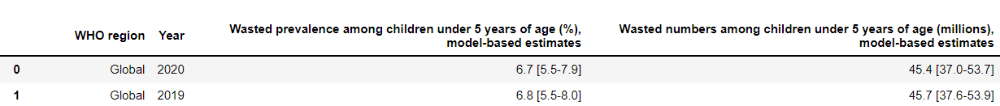 WHO region Year Wasted prevalence among children under 5 years of age (%), model-based estimates Wasted numbers among children under 5 years of age (millions), model-based estimates
0 Global 2020 6.7 [5.5-7.9] 45.4 [37.0-53.7]
1 Global 2019 6.8 [5.5-8.0] 45.7 [37.6-53.9]